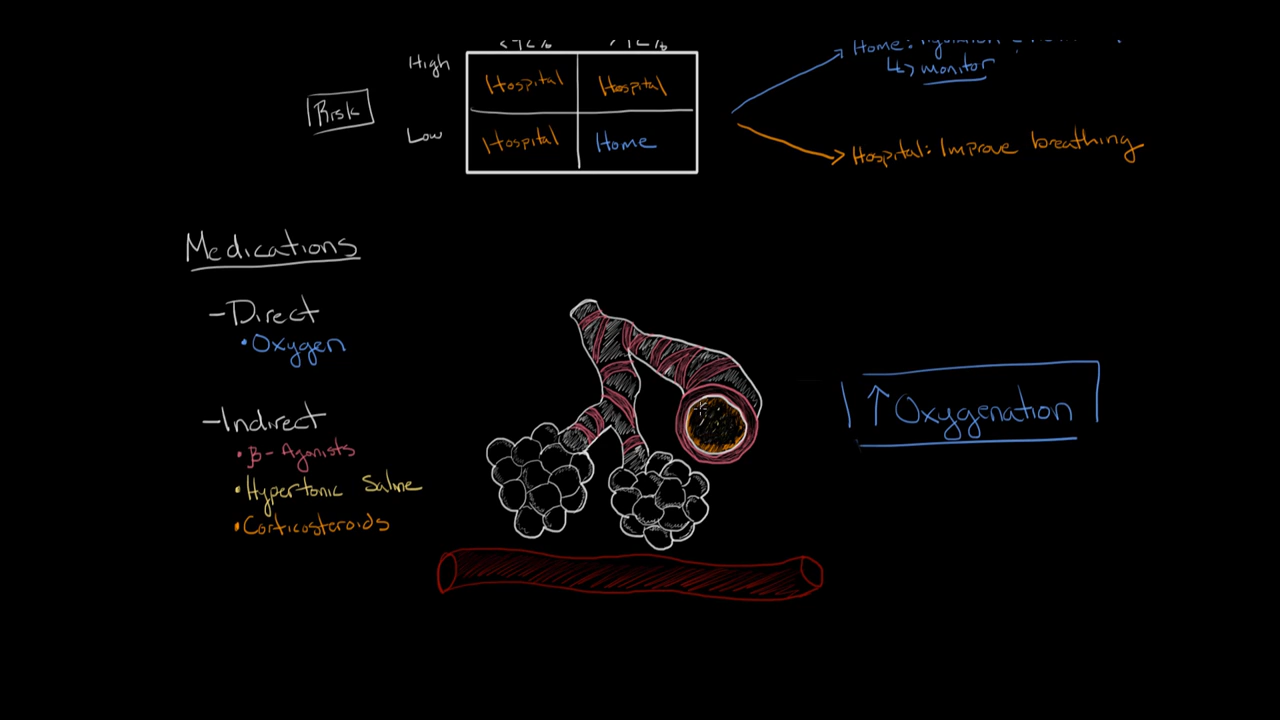 High
Hospital Hospital
Risk
Low
Hospital Home
Home:
↳ monitor
Hospital: Improve breathing
Medications
- Direct
• Oxygen
- Indirect
• β-Agonists
• Hypertonic Saline
• Corticosteroids
↑ Oxygenation